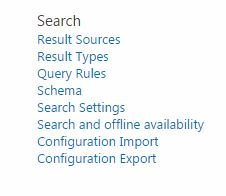 Search
Result Sources
Result Types
Query Rules
Schema
Search Settings
Search and offline availability
Configuration Import
Configuration Export